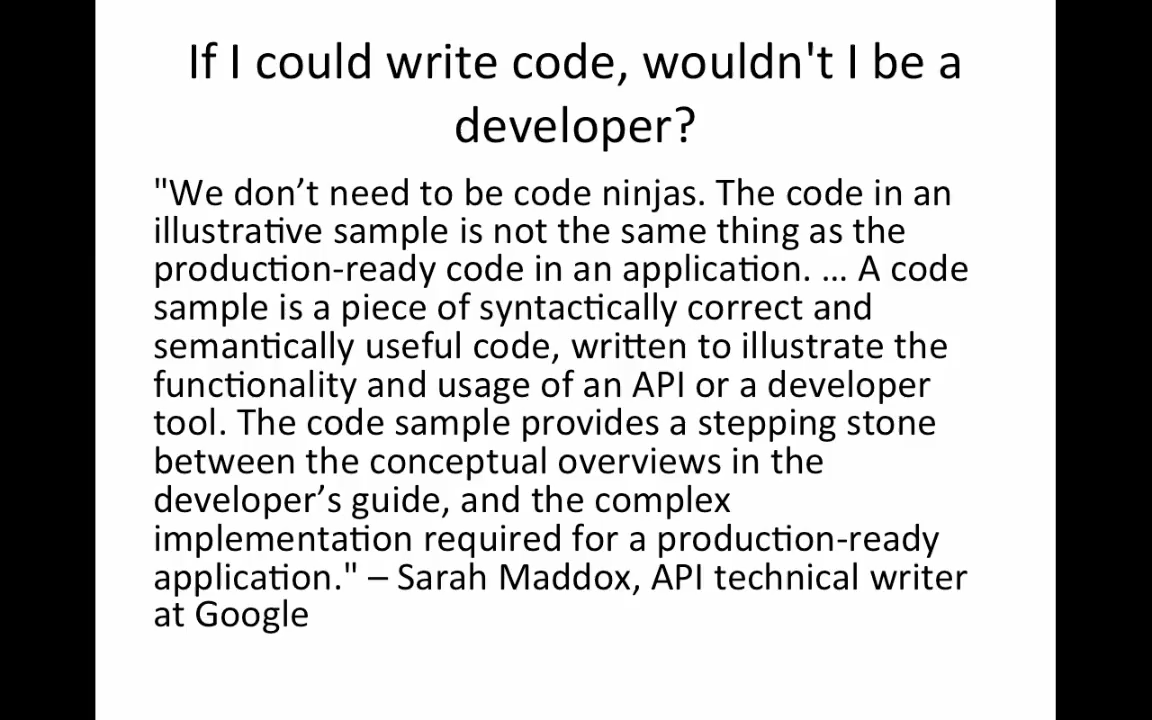 If I could write code, wouldn't I be a
developer?
"We don’t need to be code ninjas. The code in an
illustrative sample is not the same thing as the
production-ready code in an application. … A code
sample is a piece of syntactically correct and
semantically useful code, written to illustrate the
functionality and usage of an API or a developer
tool. The code sample provides a stepping stone
between the conceptual overviews in the
developer’s guide, and the complex
implementation required for a production-ready
application." – Sarah Maddox, API technical writer
at Google